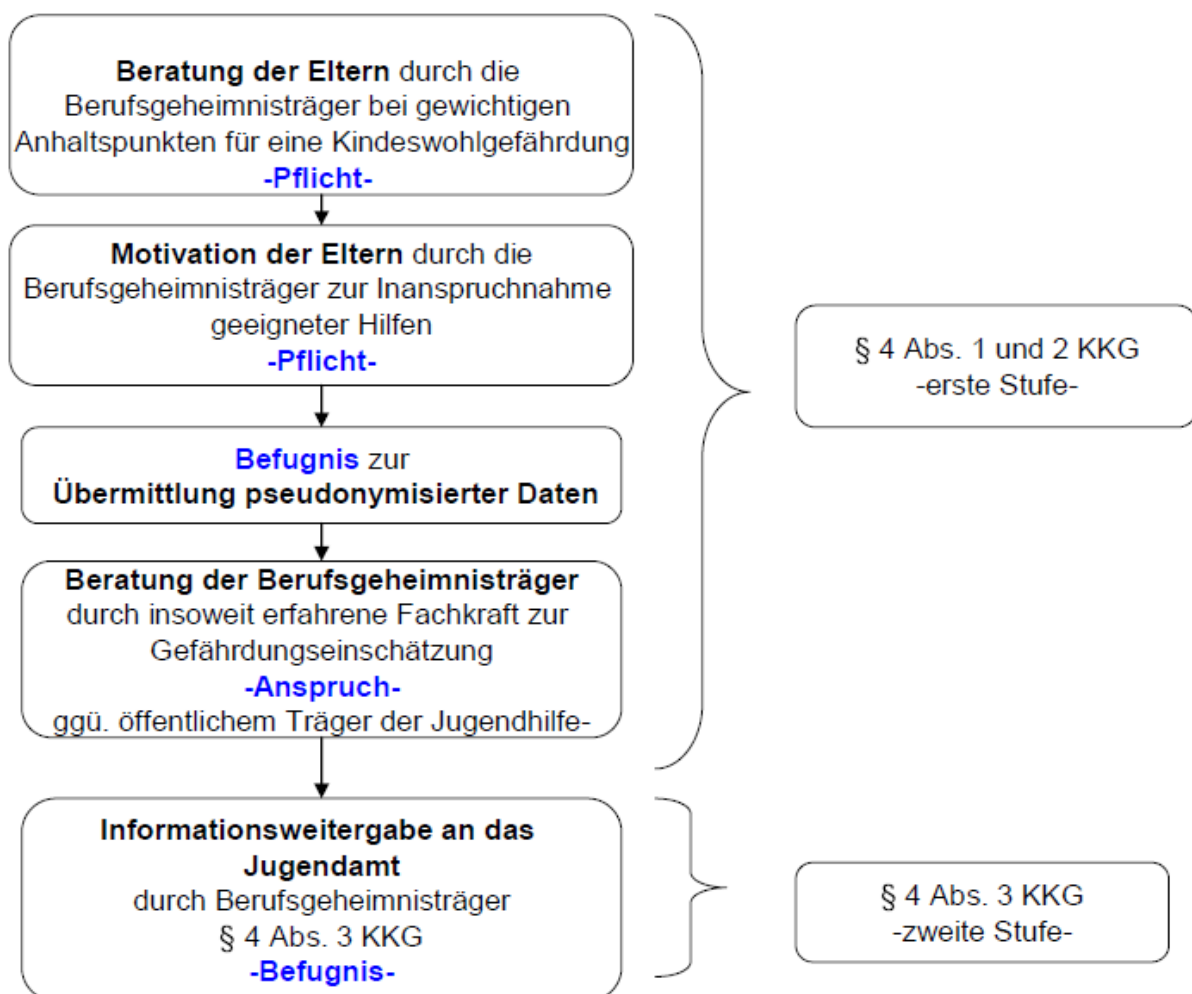 Beratung der Eltern durch die
Berufsgeheimnisträger bei gewichtigen
Anhaltspunkten für eine Kindeswohlgefährdung
-Pflicht-
Motivation der Eltern durch die
Berufsgeheimnisträger zur Inanspruchnahme
geeigneter Hilfen
-Pflicht-
Befugnis zur
Übermittlung pseudonymisierter Daten
Beratung der Berufsgeheimnisträger
durch insoweit erfahrene Fachkraft zur
Gefährdungseinschätzung
-Anspruch-
ggü. öffentlichem Träger der Jugendhilfe-
§ 4 Abs. 1 und 2 KKG
-erste Stufe-
Informationsweitergabe an das
Jugendamt
durch Berufsgeheimnisträger
§ 4 Abs. 3 KKG
-Befugnis-
§ 4 Abs. 3 KKG
-zweite Stufe-